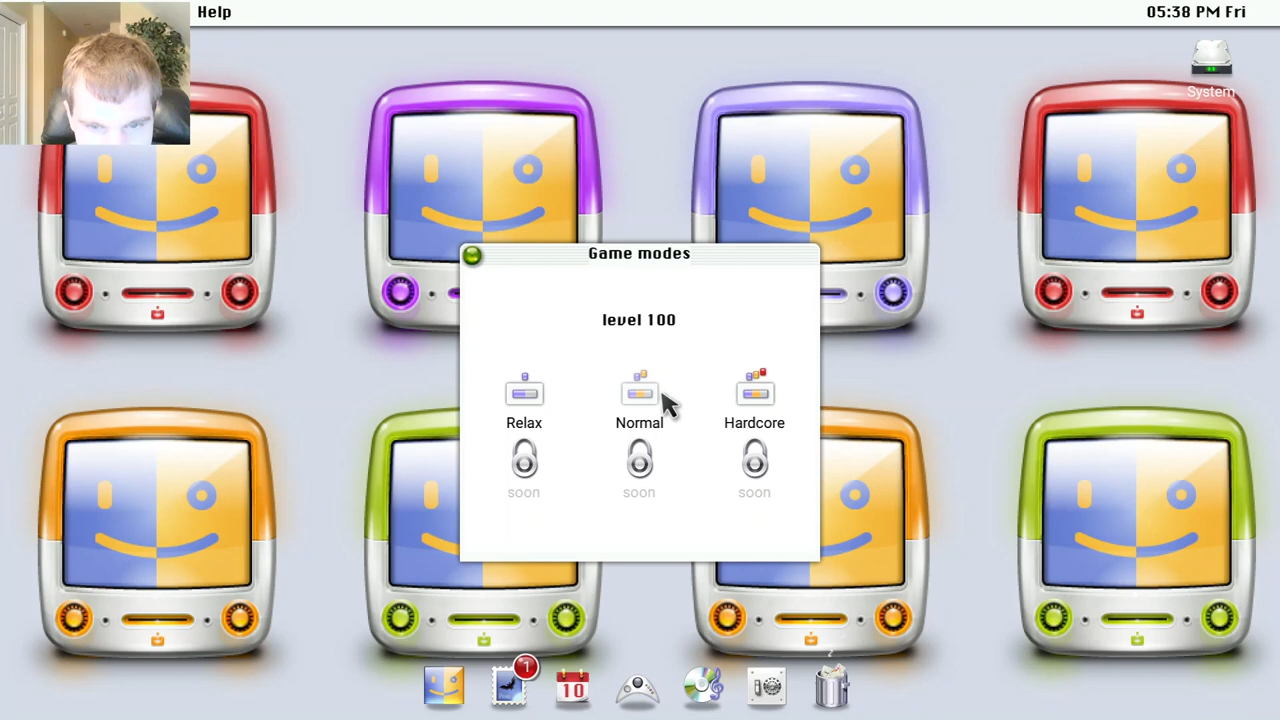 Help
05:38 PM Fri
System
Game modes
level 100
Relax
Normal
Hardcore
soon
soon
soon
1
10